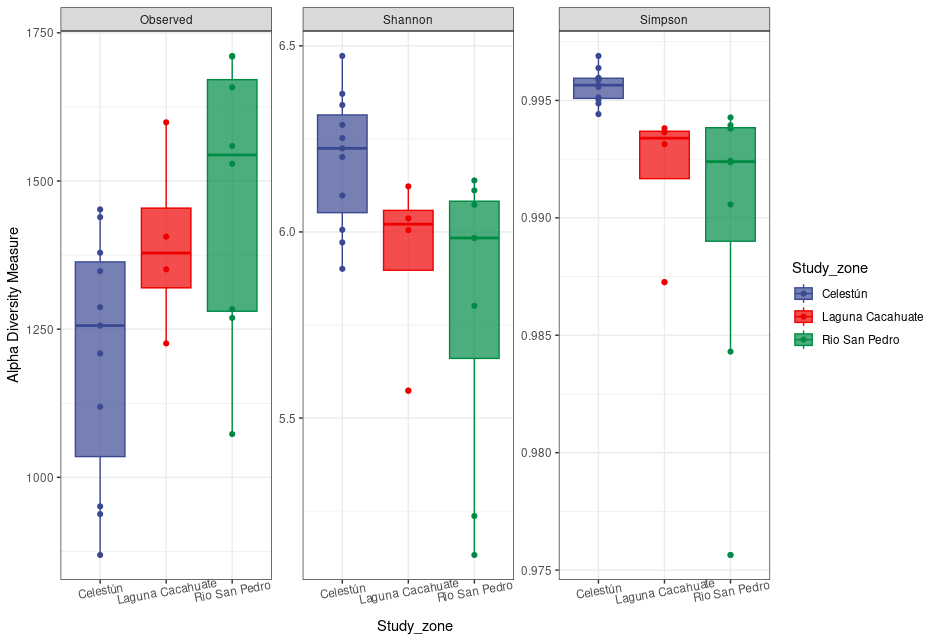 Observed
Shannon
Simpson
Alpha Diversity Measure
1750
1500
1250
1000
6.5
6.0
5.5
0.995
0.990
0.985
0.980
0.975
Celestún
Laguna Cacahuate
Rio San Pedro
Celestún
Laguna Cacahuate
Rio San Pedro
Celestún
Laguna Cacahuate
Rio San Pedro
Study_zone
Study_zone
Celestún
Laguna Cacahuate
Rio San Pedro